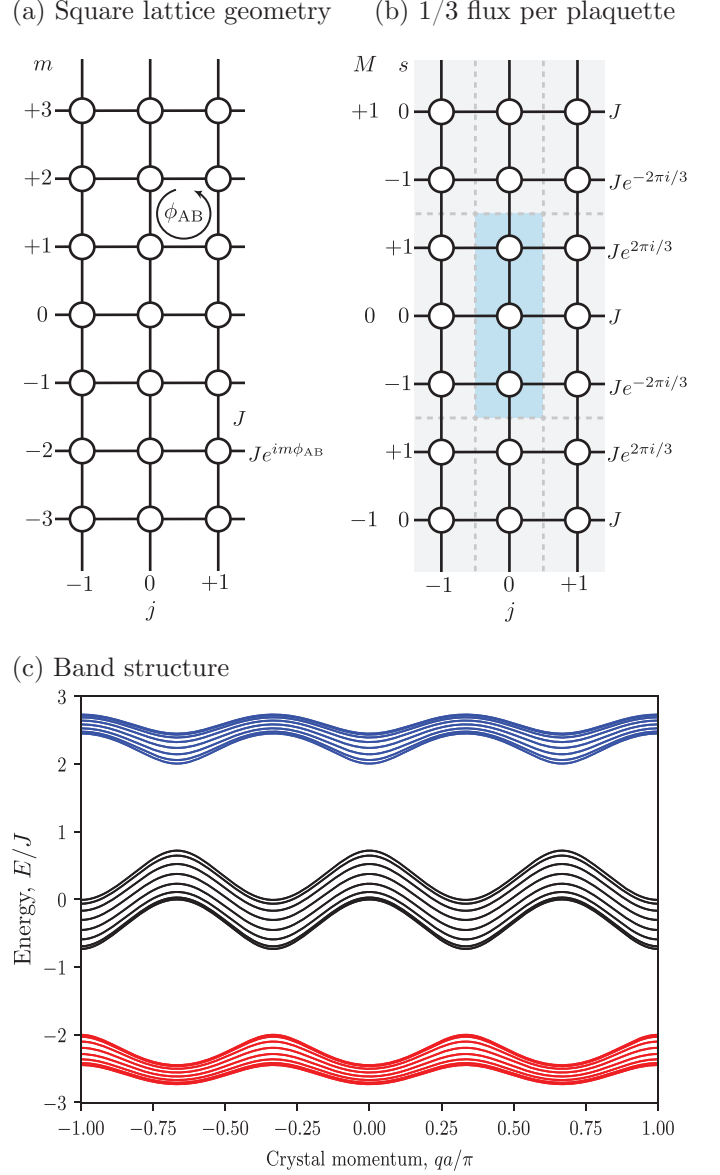 (a) Square lattice geometry
(b) 1/3 flux per plaquette
m
+3
+2
+1
0
−1
−2
−3
ϕ_AB
J
Je^{imϕ_AB}
−1 0 +1
j
M s
+1 0 J
−1 Je^{−2πi/3}
+1 Je^{2πi/3}
0 0 J
−1 Je^{−2πi/3}
+1 Je^{2πi/3}
−1 0 J
−1 0 +1
j
(c) Band structure
Energy, E/J
3
2
1
0
−1
−2
−3
−1.00 −0.75 −0.50 −0.25 0.00 0.25 0.50 0.75 1.00
Crystal momentum, qa/π